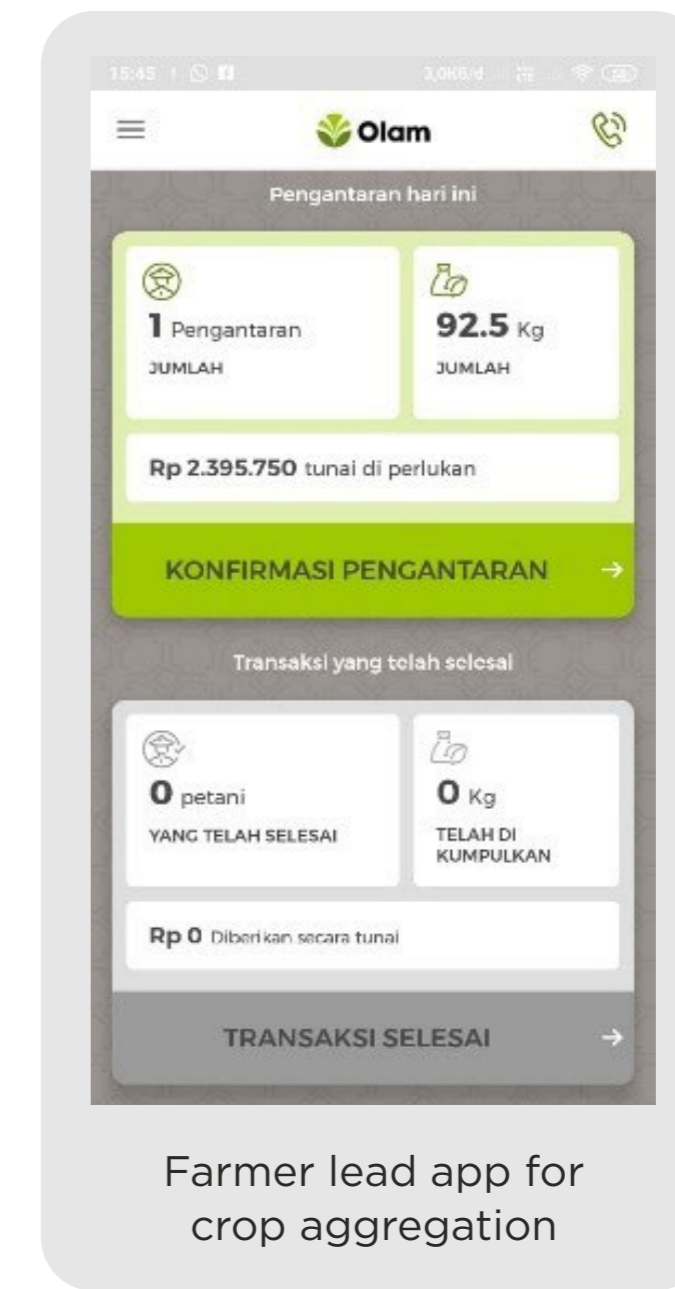 15:45
Olam
Pengantaran hari ini
1 Pengantaran
JUMLAH
92.5 Kg
JUMLAH
Rp 2.395.750 tunai di perlukan
KONFIRMASI PENGANTARAN
Transaksi yang telah selesai
0 petani
YANG TELAH SELESAI
0 Kg
TELAH DI
KUMPULKAN
Rp 0 Diberikan secara tunai
TRANSAKSI SELESAI
Farmer lead app for
crop aggregation